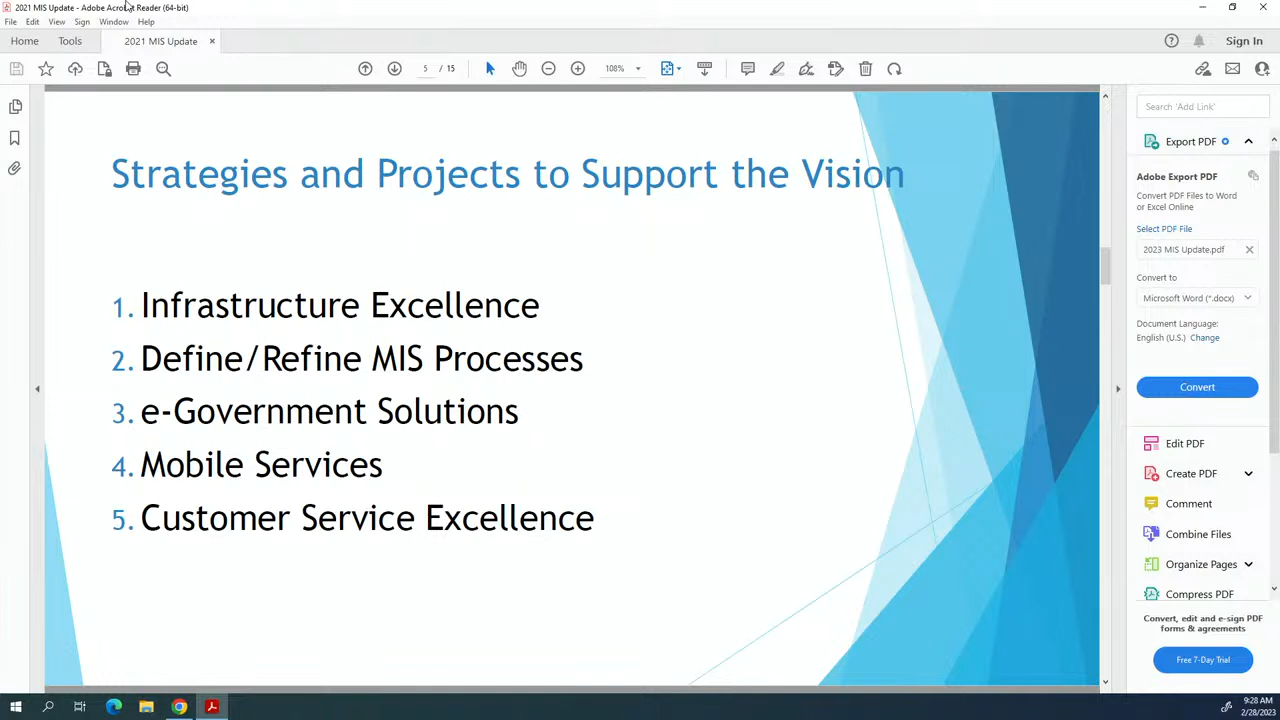 2021 MIS Update - Adobe Acrobat Reader (64-bit)
File Edit View Sign Window Help
Home Tools 2021 MIS Update × Sign In
5 / 15 108%
Search 'Add Link'
Export PDF
Adobe Export PDF
Convert PDF Files to Word
or Excel Online
Select PDF File
2023 MIS Update.pdf
Convert to
Microsoft Word (*.docx)
Document Language:
English (U.S.) Change
Convert
Edit PDF
Create PDF
Comment
Combine Files
Organize Pages
Compress PDF
Convert, edit and e-sign PDF
forms & agreements
Free 7-Day Trial
Strategies and Projects to Support the Vision
1. Infrastructure Excellence
2. Define/Refine MIS Processes
3. e-Government Solutions
4. Mobile Services
5. Customer Service Excellence
9:28 AM
2/28/2023